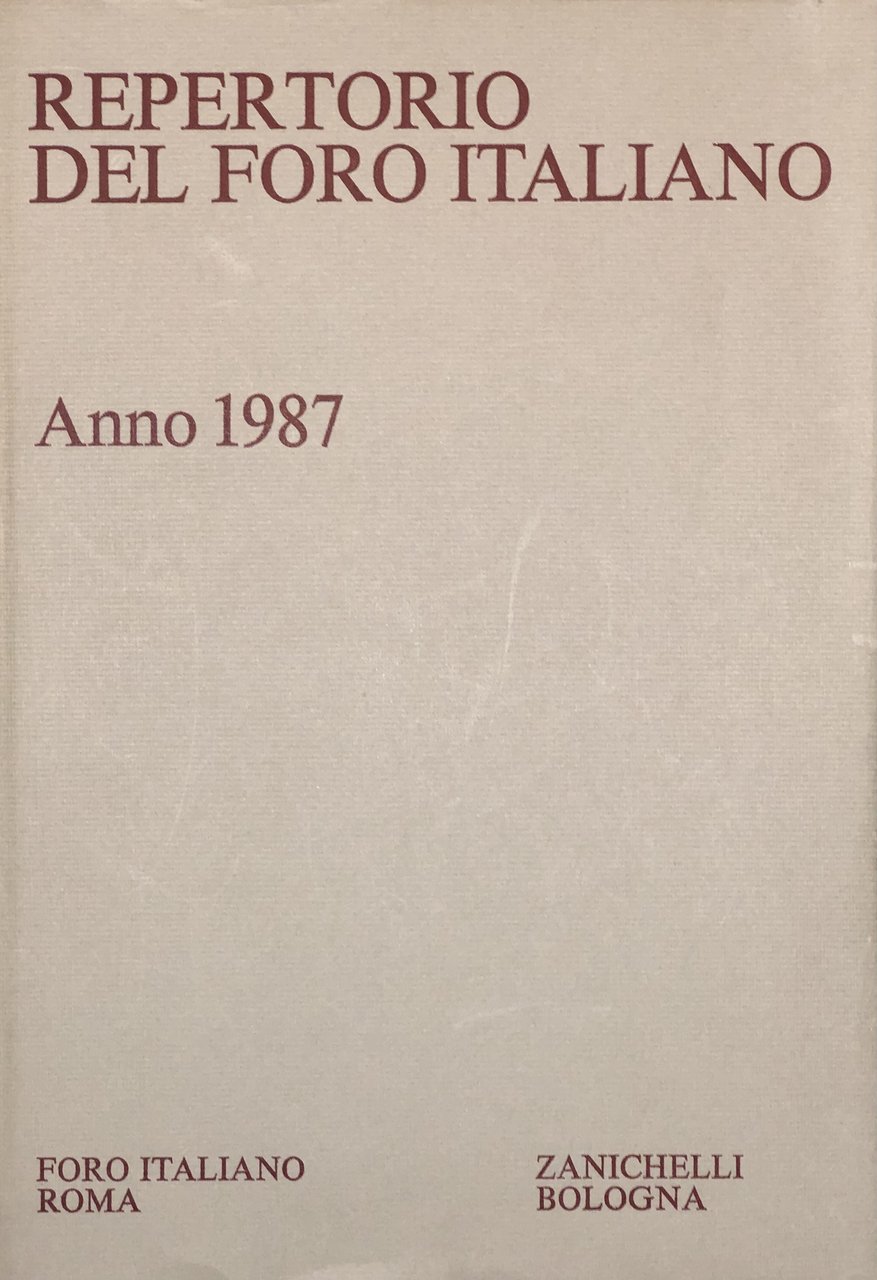 REPERTORIO
DEL FORO ITALIANO
Anno 1987
FORO ITALIANO
ROMA
ZANICHELLI
BOLOGNA